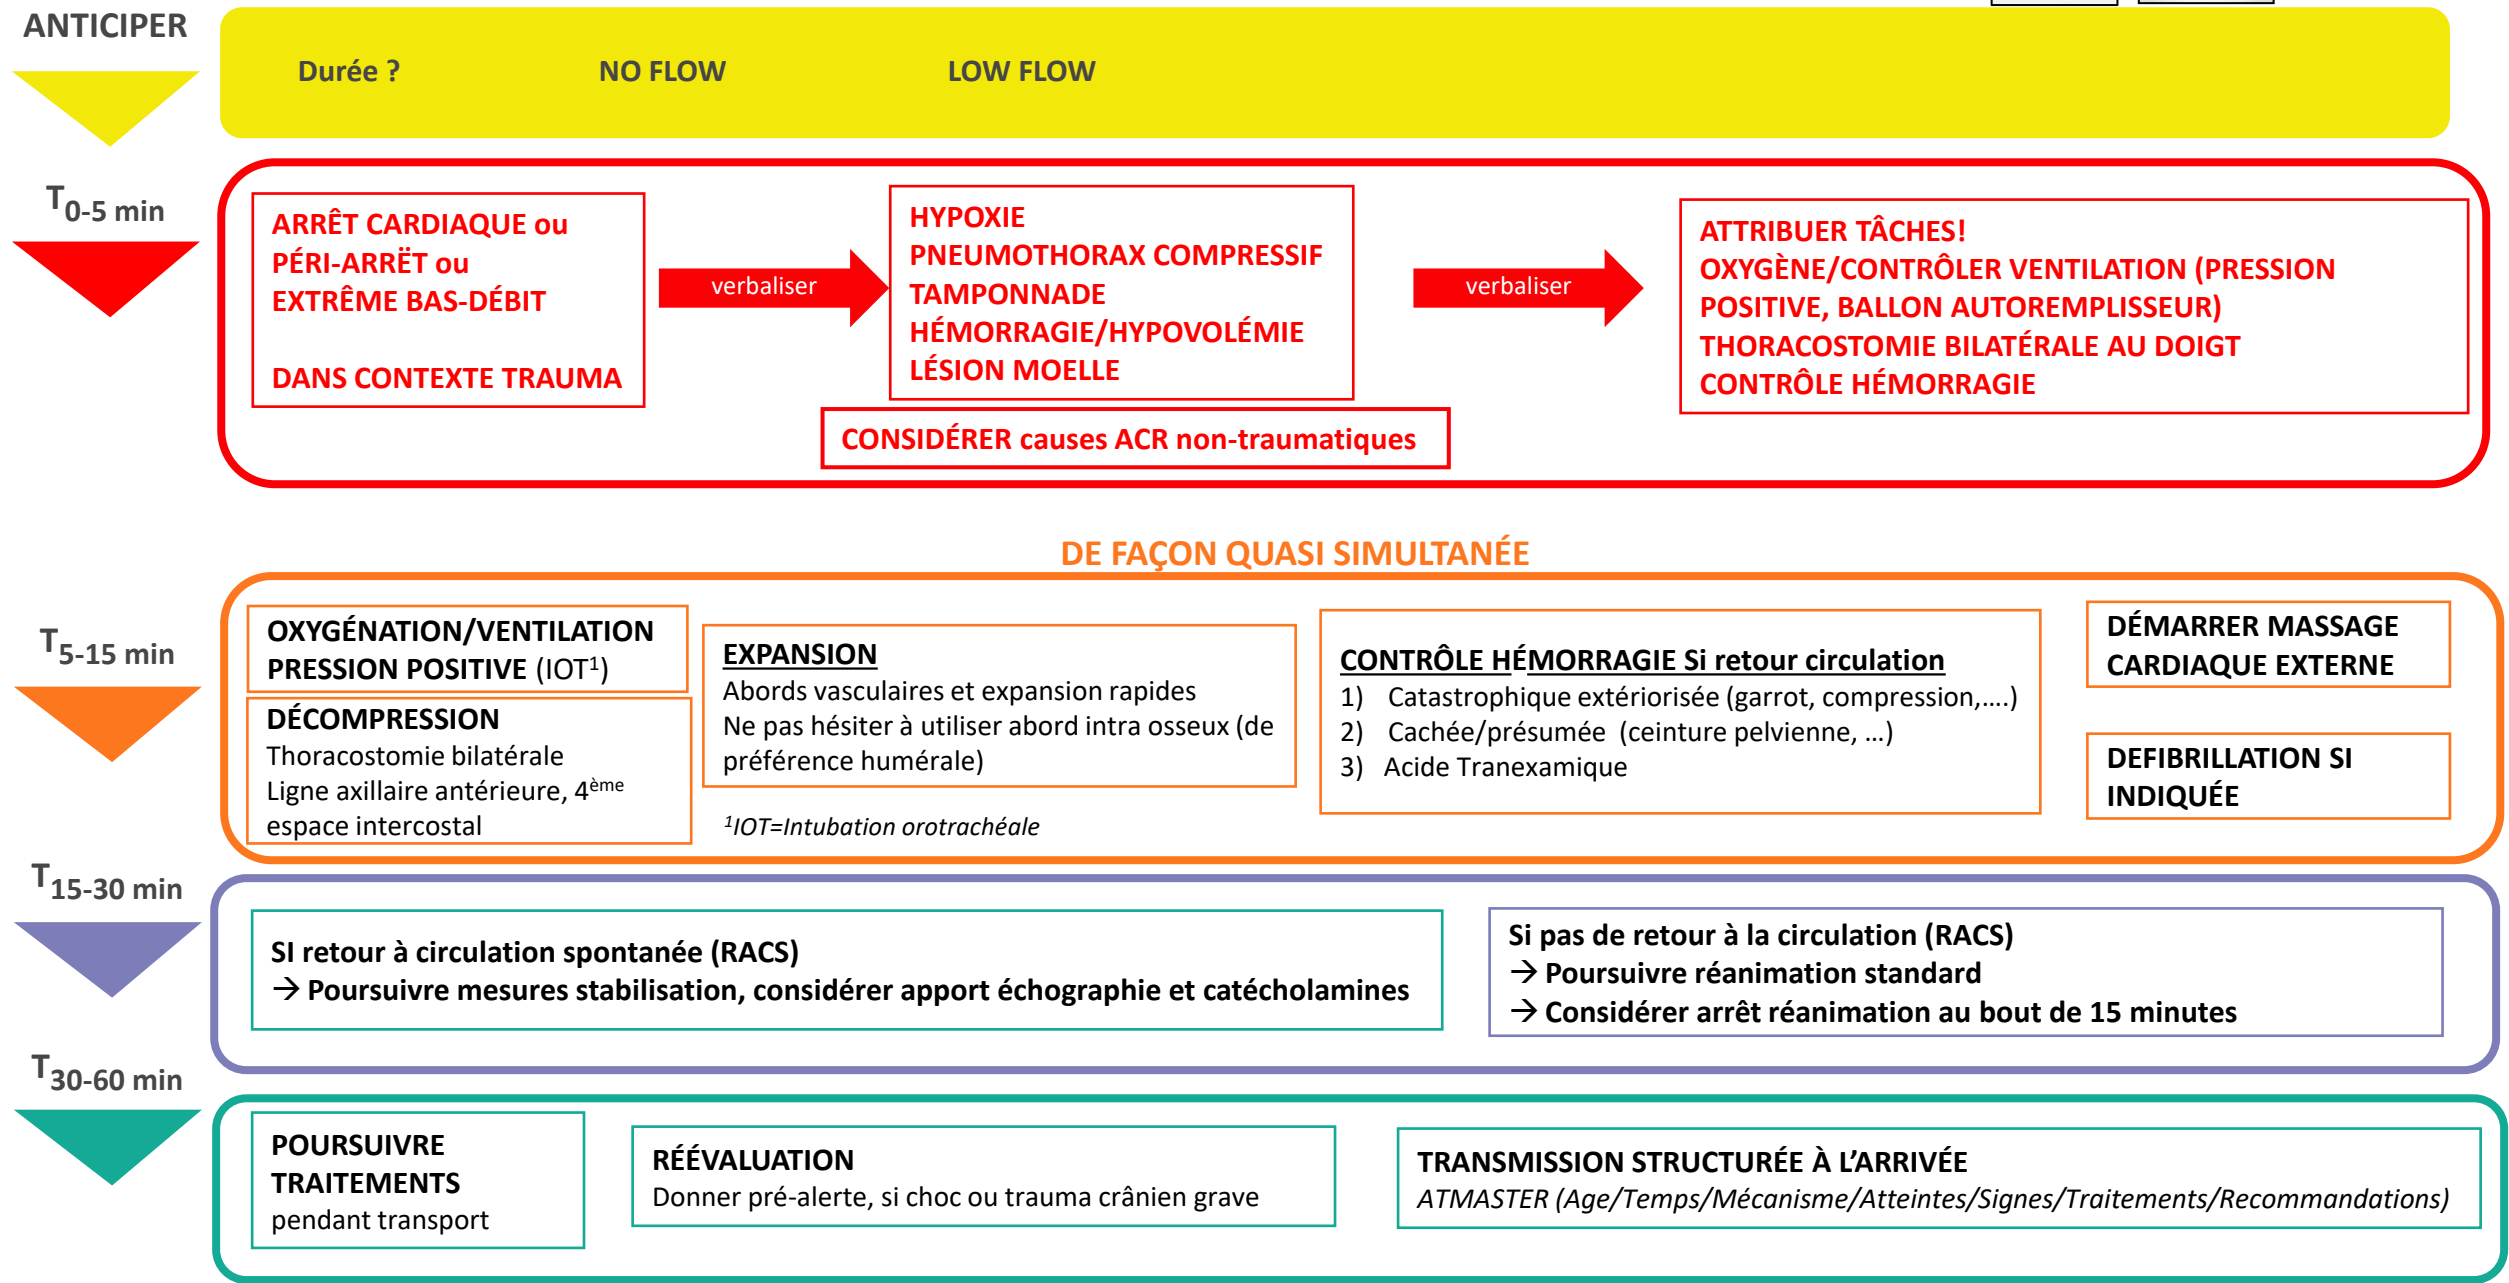 ANTICIPER
Durée ?
NO FLOW
LOW FLOW
T0-5 min
ARRÊT CARDIAQUE ou
PÉRI-ARRËT ou
EXTRÊME BAS-DÉBIT
DANS CONTEXTE TRAUMA
verbaliser
HYPOXIE
PNEUMOTHORAX COMPRESSIF
TAMPONNADE
HÉMORRAGIE/HYPOVOLÉMIE
LÉSION MOELLE
CONSIDÉRER causes ACR non-traumatiques
verbaliser
ATTRIBUER TÂCHES!
OXYGÈNE/CONTRÔLER VENTILATION (PRESSION
POSITIVE, BALLON AUTOREMPLISSEUR)
THORACOSTOMIE BILATÉRALE AU DOIGT
CONTRÔLE HÉMORRAGIE
DE FAÇON QUASI SIMULTANÉE
T5-15 min
OXYGÉNATION/VENTILATION
PRESSION POSITIVE (IOT¹)
DÉCOMPRESSION
Thoracostomie bilatérale
Ligne axillaire antérieure, 4ème
espace intercostal
EXPANSION
Abords vasculaires et expansion rapides
Ne pas hésiter à utiliser abord intra osseux (de
préférence humérale)
¹IOT=Intubation orotrachéale
CONTRÔLE HÉMORRAGIE Si retour circulation
1) Catastrophique extériorisée (garrot, compression,....)
2) Cachée/présumée (ceinture pelvienne, ...)
3) Acide Tranexamique
DÉMARRER MASSAGE
CARDIAQUE EXTERNE
DEFIBRILLATION SI
INDIQUÉE
T15-30 min
SI retour à circulation spontanée (RACS)
→ Poursuivre mesures stabilisation, considérer apport échographie et catécholamines
Si pas de retour à la circulation (RACS)
→ Poursuivre réanimation standard
→ Considérer arrêt réanimation au bout de 15 minutes
T30-60 min
POURSUIVRE
TRAITEMENTS
pendant transport
RÉÉVALUATION
Donner pré-alerte, si choc ou trauma crânien grave
TRANSMISSION STRUCTURÉE À L'ARRIVÉE
ATMASTER (Age/Temps/Mécanisme/Atteintes/Signes/Traitements/Recommandations)